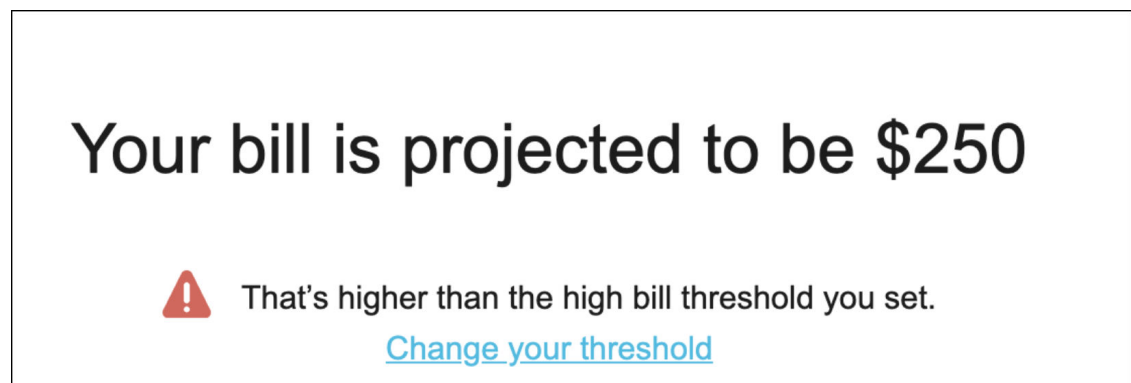 Your bill is projected to be $250
That’s higher than the high bill threshold you set.
Change your threshold